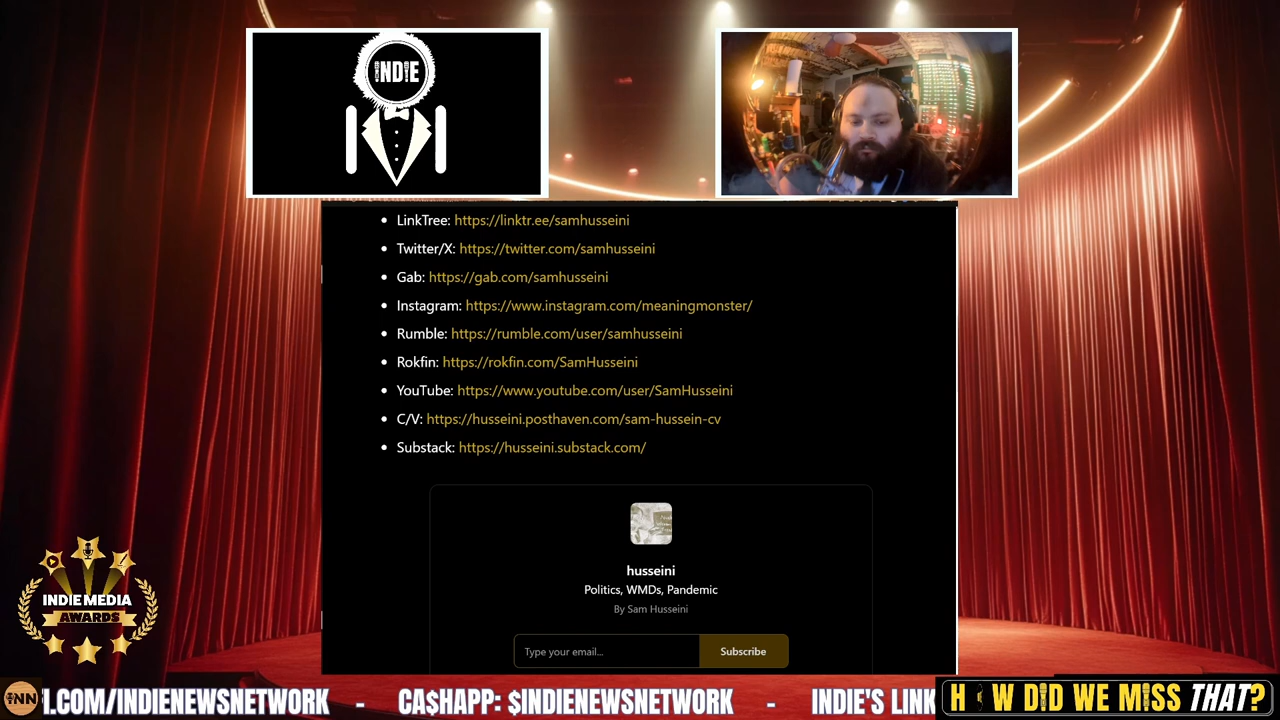 INDIE
LinkTree: https://linktr.ee/samhusseini
Twitter/X: https://twitter.com/samhusseini
Gab: https://gab.com/samhusseini
Instagram: https://www.instagram.com/meaningmonster/
Rumble: https://rumble.com/user/samhusseini
Rokfin: https://rokfin.com/SamHusseini
YouTube: https://www.youtube.com/user/SamHusseini
C/V: https://husseini.posthaven.com/sam-hussein-cv
Substack: https://husseini.substack.com/
husseini
Politics, WMDs, Pandemic
By Sam Husseini
Type your email...
Subscribe
INDIE MEDIA
AWARDS
INN
I.COM/INDIENEWSNETWORK - CA$HAPP: $INDIENEWSNETWORK - INDIE'S LINK
HOW DID WE MISS THAT?